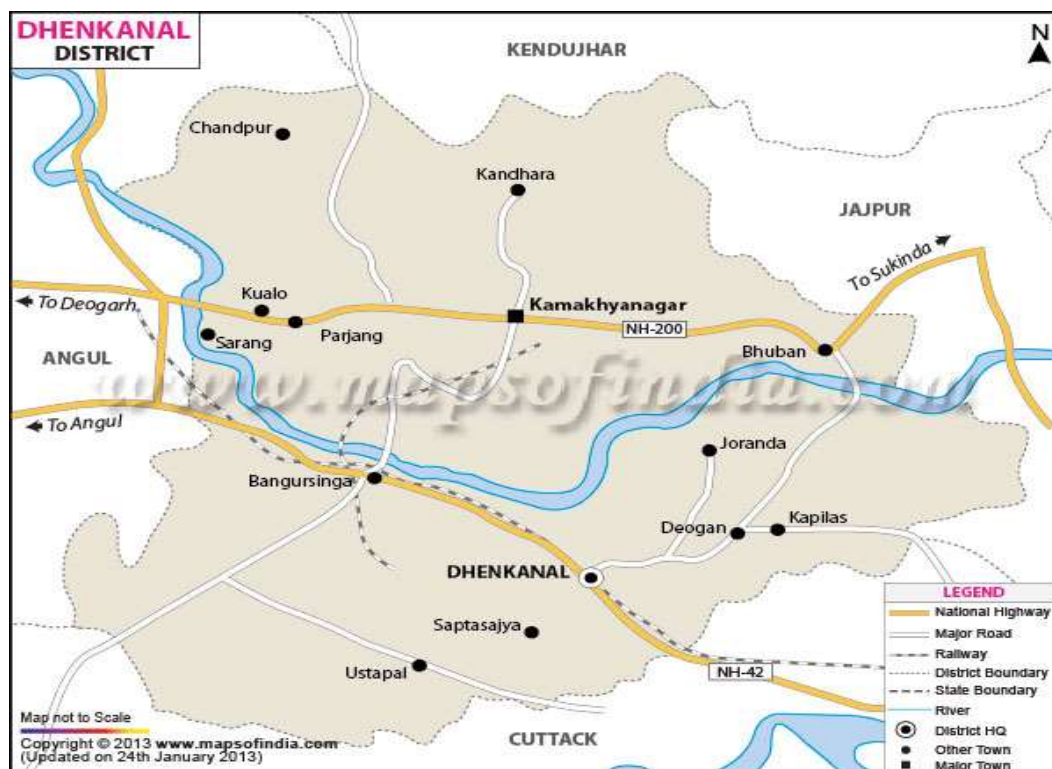 DHENKANAL
DISTRICT
KENDUJHAR
N
Chandpur
Kandhara
JAJPUR
To Sukinda
To Deogarh
Kualo
Kamakhyanagar
NH-200
Sarang
Parjang
Bhuban
ANGUL
www.mapsofindia.com
To Angul
Joranda
Bangursinga
Deogan
Kapilas
DHENKANAL
LEGEND
National Highway
Major Road
Railway
District Boundary
State Boundary
River
District HQ
Other Town
Major Town
Saptasajya
Ustapal
NH-42
Map not to Scale
Copyright © 2013 www.mapsofindia.com
(Updated on 24th January 2013)
CUTTACK